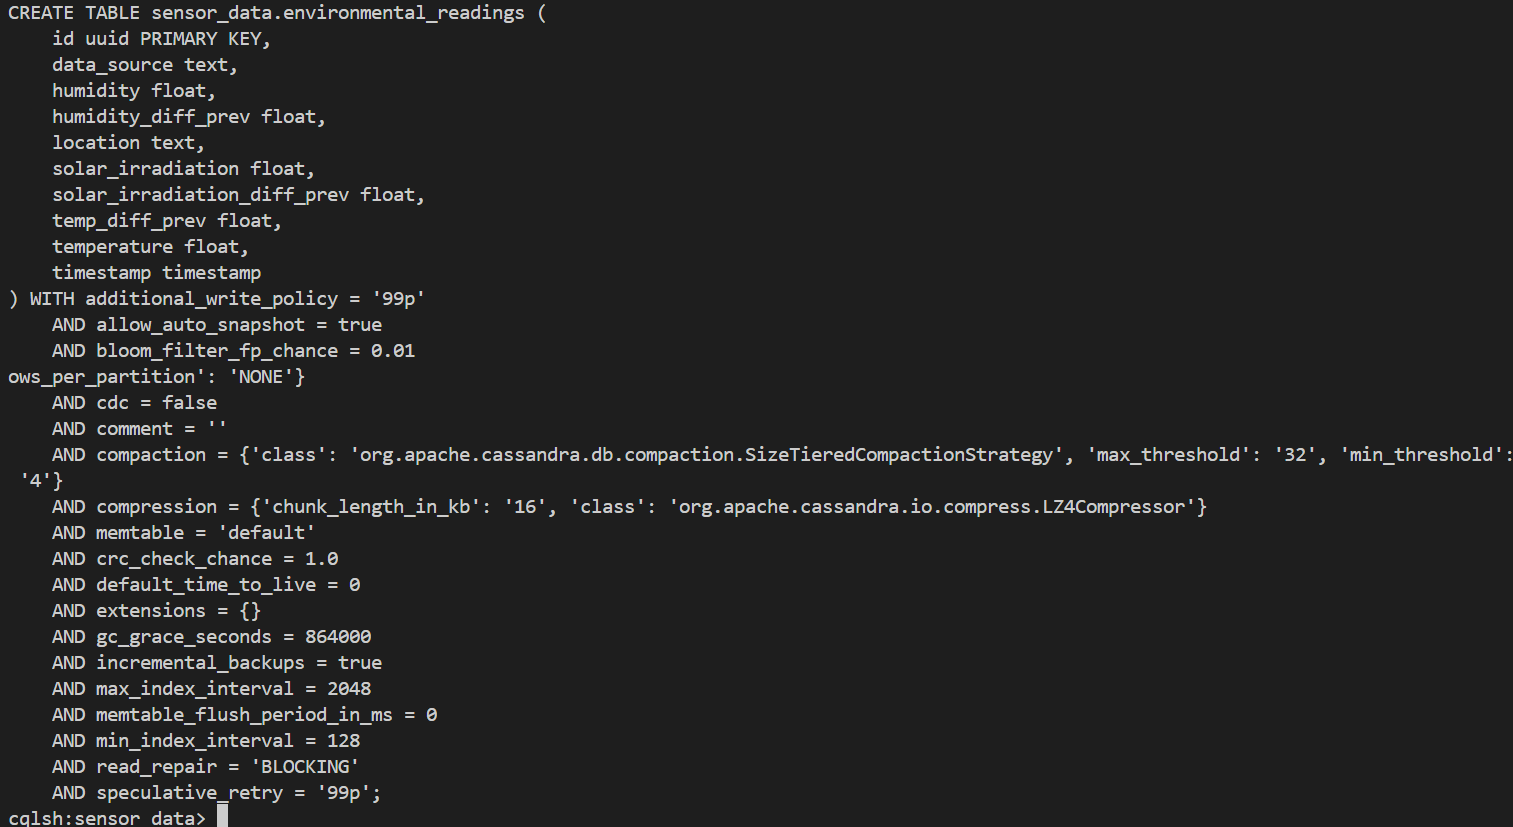 CREATE TABLE sensor_data.environmental_readings (
    id uuid PRIMARY KEY,
    data_source text,
    humidity float,
    humidity_diff_prev float,
    location text,
    solar_irradiation float,
    solar_irradiation_diff_prev float,
    temp_diff_prev float,
    temperature float,
    timestamp timestamp
) WITH additional_write_policy = '99p'
    AND allow_auto_snapshot = true
    AND bloom_filter_fp_chance = 0.01
ows_per_partition': 'NONE'}
    AND cdc = false
    AND comment = ''
    AND compaction = {'class': 'org.apache.cassandra.db.compaction.SizeTieredCompactionStrategy', 'max_threshold': '32', 'min_threshold':
 '4'}
    AND compression = {'chunk_length_in_kb': '16', 'class': 'org.apache.cassandra.io.compress.LZ4Compressor'}
    AND memtable = 'default'
    AND crc_check_chance = 1.0
    AND default_time_to_live = 0
    AND extensions = {}
    AND gc_grace_seconds = 864000
    AND incremental_backups = true
    AND max_index_interval = 2048
    AND memtable_flush_period_in_ms = 0
    AND min_index_interval = 128
    AND read_repair = 'BLOCKING'
    AND speculative_retry = '99p';
cqlsh:sensor_data>